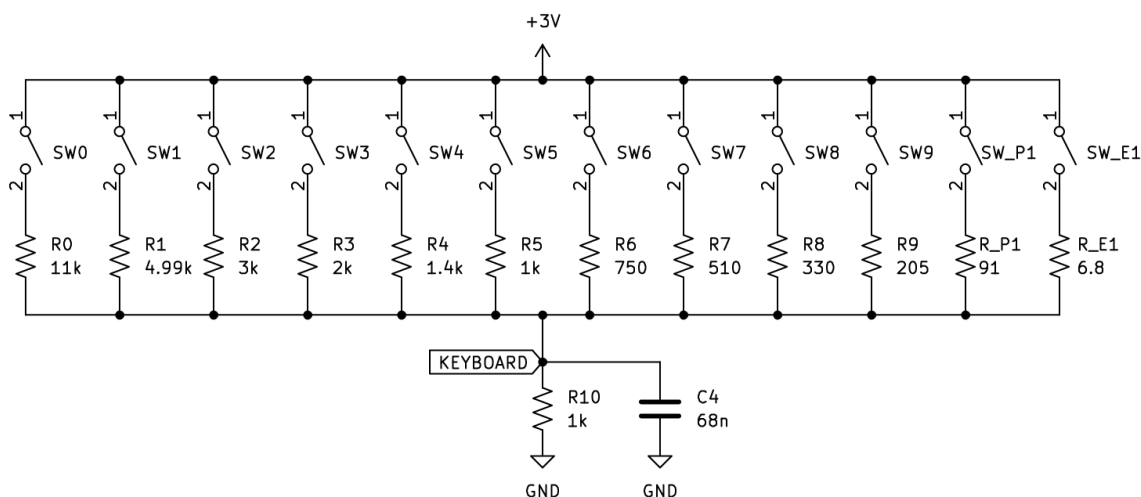 +3V
1 1 1 1 1 1 1 1 1 1 1 1
SW0 SW1 SW2 SW3 SW4 SW5 SW6 SW7 SW8 SW9 SW_P1 SW_E1
2 2 2 2 2 2 2 2 2 2 2 2
R0 R1 R2 R3 R4 R5 R6 R7 R8 R9 R_P1 R_E1
11k 4.99k 3k 2k 1.4k 1k 750 510 330 205 91 6.8
KEYBOARD
R10 C4
1k 68n
GND GND